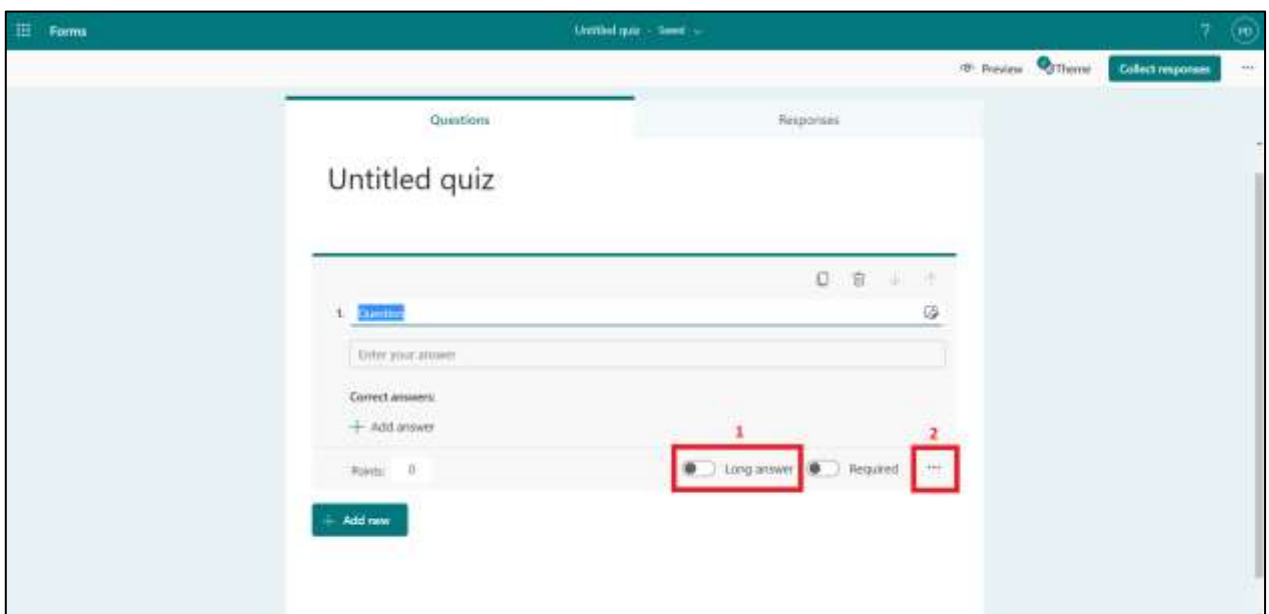 Forms
Untitled quiz - Saved
? PD
Preview
Theme
Collect responses
...
Questions
Responses
Untitled quiz
1. Question
Enter your answer
Correct answers:
+ Add answer
1
2
Points: 0
Long answer
Required
...
+ Add new